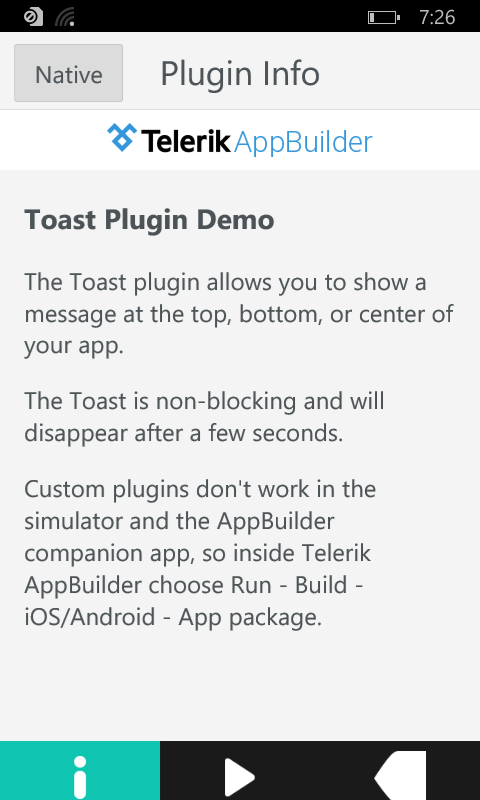 7:26
Native
Plugin Info
Telerik AppBuilder
Toast Plugin Demo
The Toast plugin allows you to show a
message at the top, bottom, or center of
your app.
The Toast is non-blocking and will
disappear after a few seconds.
Custom plugins don't work in the
simulator and the AppBuilder
companion app, so inside Telerik
AppBuilder choose Run - Build -
iOS/Android - App package.